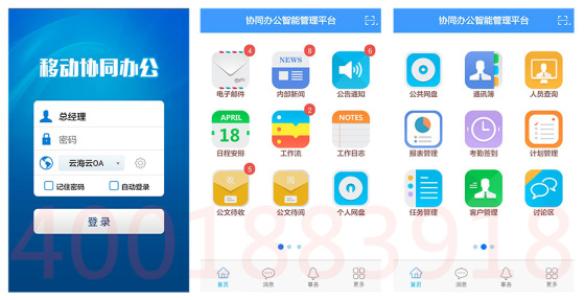 移动协同办公
总经理
密码
云海云OA
记住密码
自动登录
登录
协同办公智能管理平台
4
8
2
NEWS
电子邮件
内部新闻
公告通知
APRIL
18
2
NOTES
日程安排
工作流
工作日志
5
收
阅
公文待收
公文待阅
个人网盘
首页
消息
事务
更多
协同办公智能管理平台
公共网盘
通讯簿
人员查询
报表管理
考勤签到
计划管理
任务管理
客户管理
讨论区
首页
消息
事务
更多
4001883918